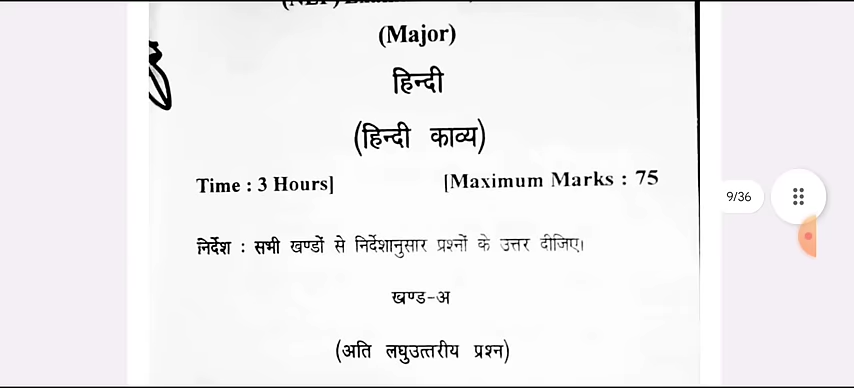 (Major)
हिन्दी
(हिन्दी काव्य)
Time : 3 Hours] [Maximum Marks : 75
9/36
निर्देश : सभी खण्डों से निर्देशानुसार प्रश्नों के उत्तर दीजिए।
खण्ड-अ
(अति लघुउत्तरीय प्रश्न)